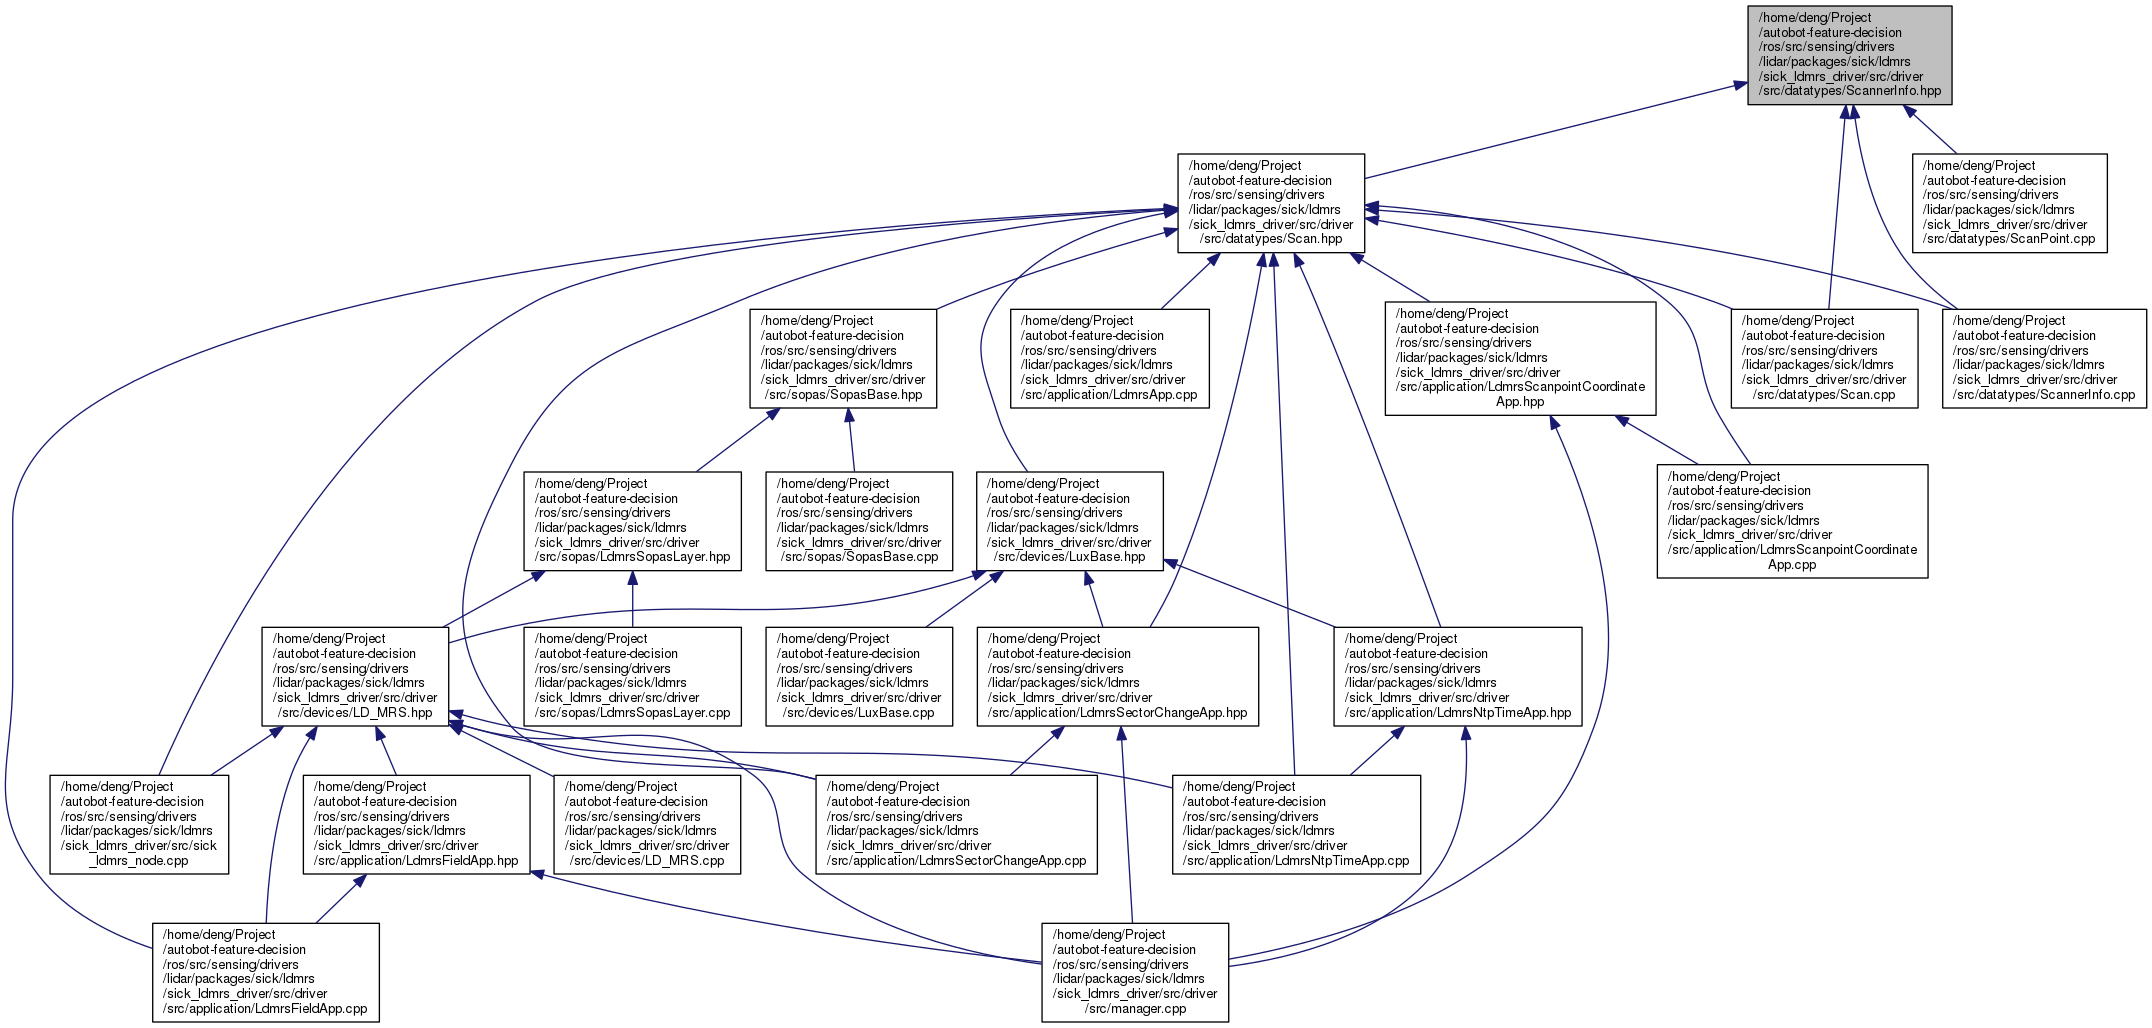 /home/deng/Project
/autobot-feature-decision
/ros/src/sensing/drivers
/lidar/packages/sick/ldmrs
/sick_ldmrs_driver/src/driver
/src/datatypes/ScannerInfo.hpp
/home/deng/Project
/autobot-feature-decision
/ros/src/sensing/drivers
/lidar/packages/sick/ldmrs
/sick_ldmrs_driver/src/driver
/src/datatypes/Scan.hpp
/home/deng/Project
/autobot-feature-decision
/ros/src/sensing/drivers
/lidar/packages/sick/ldmrs
/sick_ldmrs_driver/src/driver
/src/datatypes/ScanPoint.cpp
/home/deng/Project
/autobot-feature-decision
/ros/src/sensing/drivers
/lidar/packages/sick/ldmrs
/sick_ldmrs_driver/src/driver
/src/sopas/SopasBase.hpp
/home/deng/Project
/autobot-feature-decision
/ros/src/sensing/drivers
/lidar/packages/sick/ldmrs
/sick_ldmrs_driver/src/driver
/src/application/LdmrsApp.cpp
/home/deng/Project
/autobot-feature-decision
/ros/src/sensing/drivers
/lidar/packages/sick/ldmrs
/sick_ldmrs_driver/src/driver
/src/application/LdmrsScanpointCoordinate
App.hpp
/home/deng/Project
/autobot-feature-decision
/ros/src/sensing/drivers
/lidar/packages/sick/ldmrs
/sick_ldmrs_driver/src/driver
/src/datatypes/Scan.cpp
/home/deng/Project
/autobot-feature-decision
/ros/src/sensing/drivers
/lidar/packages/sick/ldmrs
/sick_ldmrs_driver/src/driver
/src/datatypes/ScannerInfo.cpp
/home/deng/Project
/autobot-feature-decision
/ros/src/sensing/drivers
/lidar/packages/sick/ldmrs
/sick_ldmrs_driver/src/driver
/src/sopas/LdmrsSopasLayer.hpp
/home/deng/Project
/autobot-feature-decision
/ros/src/sensing/drivers
/lidar/packages/sick/ldmrs
/sick_ldmrs_driver/src/driver
/src/sopas/SopasBase.cpp
/home/deng/Project
/autobot-feature-decision
/ros/src/sensing/drivers
/lidar/packages/sick/ldmrs
/sick_ldmrs_driver/src/driver
/src/devices/LuxBase.hpp
/home/deng/Project
/autobot-feature-decision
/ros/src/sensing/drivers
/lidar/packages/sick/ldmrs
/sick_ldmrs_driver/src/driver
/src/application/LdmrsScanpointCoordinate
App.cpp
/home/deng/Project
/autobot-feature-decision
/ros/src/sensing/drivers
/lidar/packages/sick/ldmrs
/sick_ldmrs_driver/src/driver
/src/devices/LD_MRS.hpp
/home/deng/Project
/autobot-feature-decision
/ros/src/sensing/drivers
/lidar/packages/sick/ldmrs
/sick_ldmrs_driver/src/driver
/src/sopas/LdmrsSopasLayer.cpp
/home/deng/Project
/autobot-feature-decision
/ros/src/sensing/drivers
/lidar/packages/sick/ldmrs
/sick_ldmrs_driver/src/driver
/src/devices/LuxBase.cpp
/home/deng/Project
/autobot-feature-decision
/ros/src/sensing/drivers
/lidar/packages/sick/ldmrs
/sick_ldmrs_driver/src/driver
/src/application/LdmrsSectorChangeApp.hpp
/home/deng/Project
/autobot-feature-decision
/ros/src/sensing/drivers
/lidar/packages/sick/ldmrs
/sick_ldmrs_driver/src/driver
/src/application/LdmrsNtpTimeApp.hpp
/home/deng/Project
/autobot-feature-decision
/ros/src/sensing/drivers
/lidar/packages/sick/ldmrs
/sick_ldmrs_driver/src/sick
_ldmrs_node.cpp
/home/deng/Project
/autobot-feature-decision
/ros/src/sensing/drivers
/lidar/packages/sick/ldmrs
/sick_ldmrs_driver/src/driver
/src/application/LdmrsFieldApp.hpp
/home/deng/Project
/autobot-feature-decision
/ros/src/sensing/drivers
/lidar/packages/sick/ldmrs
/sick_ldmrs_driver/src/driver
/src/devices/LD_MRS.cpp
/home/deng/Project
/autobot-feature-decision
/ros/src/sensing/drivers
/lidar/packages/sick/ldmrs
/sick_ldmrs_driver/src/driver
/src/application/LdmrsSectorChangeApp.cpp
/home/deng/Project
/autobot-feature-decision
/ros/src/sensing/drivers
/lidar/packages/sick/ldmrs
/sick_ldmrs_driver/src/driver
/src/application/LdmrsNtpTimeApp.cpp
/home/deng/Project
/autobot-feature-decision
/ros/src/sensing/drivers
/lidar/packages/sick/ldmrs
/sick_ldmrs_driver/src/driver
/src/application/LdmrsFieldApp.cpp
/home/deng/Project
/autobot-feature-decision
/ros/src/sensing/drivers
/lidar/packages/sick/ldmrs
/sick_ldmrs_driver/src/driver
/src/manager.cpp